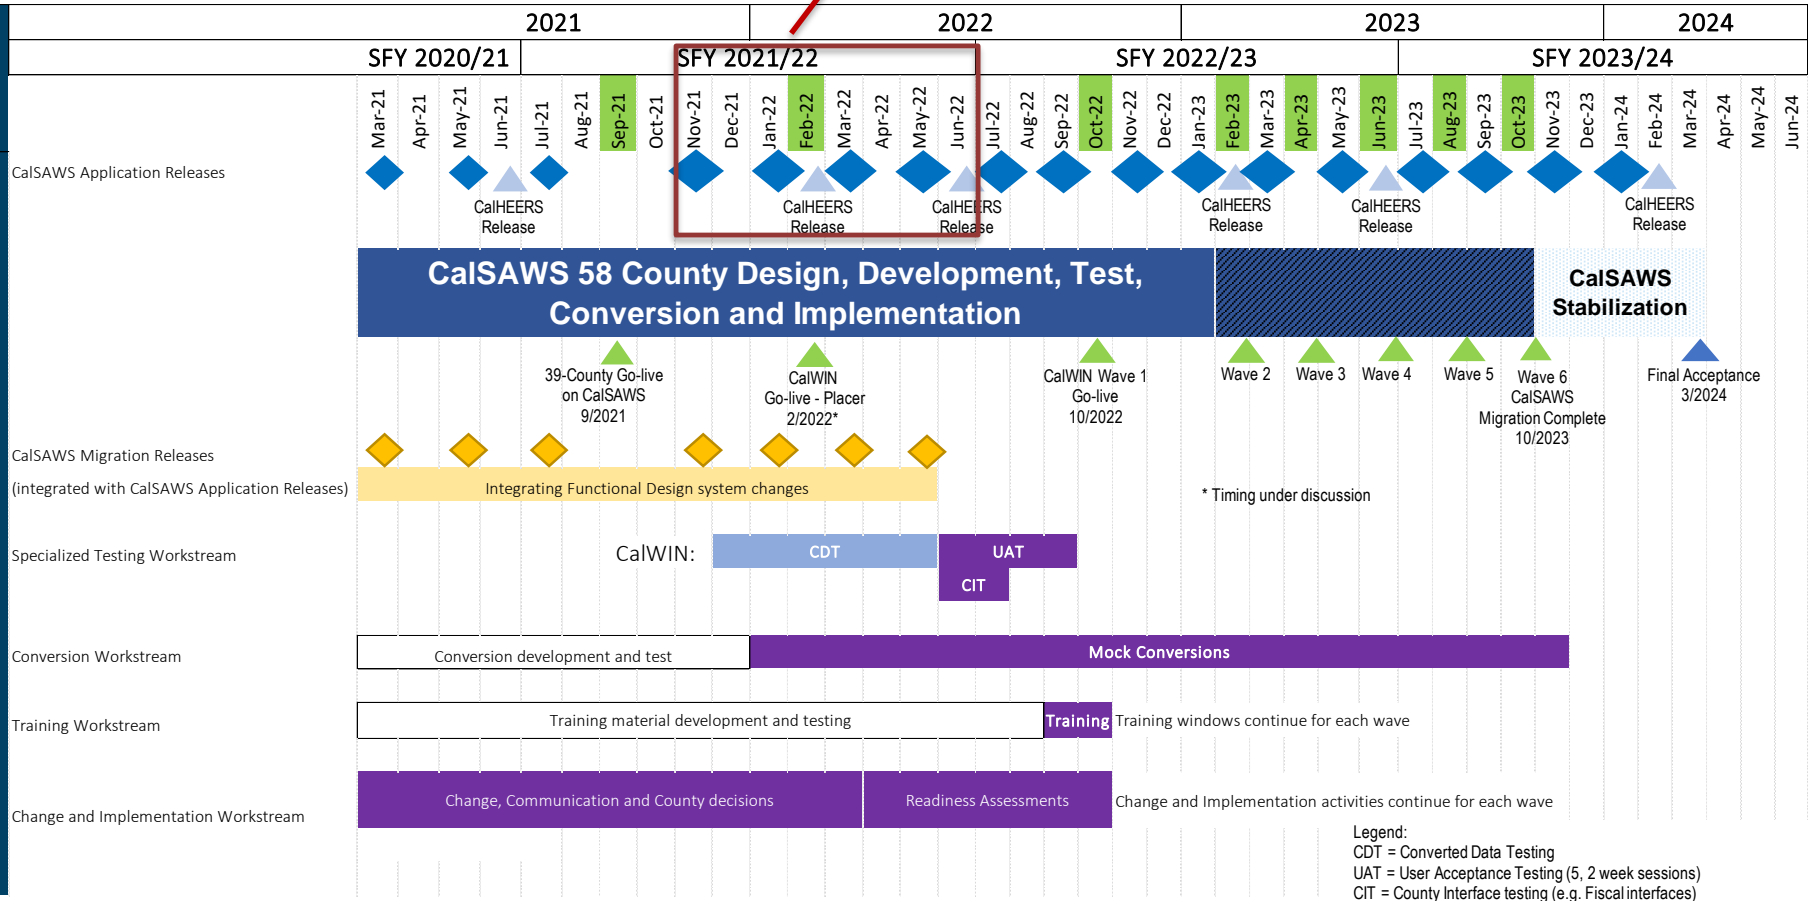 2021 2022 2023 2024
SFY 2020/21 SFY 2021/22 SFY 2022/23 SFY 2023/24
Mar-21 Apr-21 May-21 Jun-21 Jul-21 Aug-21 Sep-21 Oct-21 Nov-21 Dec-21 Jan-22 Feb-22 Mar-22 Apr-22 May-22 Jun-22 Jul-22 Aug-22 Sep-22 Oct-22 Nov-22 Dec-22 Jan-23 Feb-23 Mar-23 Apr-23 May-23 Jun-23 Jul-23 Aug-23 Sep-23 Oct-23 Nov-23 Dec-23 Jan-24 Feb-24 Mar-24 Apr-24 May-24 Jun-24
CalSAWS Application Releases
CalHEERS
Release
CalHEERS
Release
CalHEERS
Release
CalHEERS
Release
CalHEERS
Release
CalHEERS
Release
CalSAWS 58 County Design, Development, Test,
Conversion and Implementation
CalSAWS
Stabilization
39-County Go-live
on CalSAWS
9/2021
CalWIN
Go-live - Placer
2/2022*
CalWIN Wave 1
Go-live
10/2022
Wave 2
Wave 3
Wave 4
Wave 5
Wave 6
CalSAWS
Migration Complete
10/2023
Final Acceptance
3/2024
CalSAWS Migration Releases
(integrated with CalSAWS Application Releases)
Integrating Functional Design system changes
* Timing under discussion
Specialized Testing Workstream
CalWIN:
CDT
UAT
CIT
Conversion Workstream
Conversion development and test
Mock Conversions
Training Workstream
Training material development and testing
Training
Training windows continue for each wave
Change and Implementation Workstream
Change, Communication and County decisions
Readiness Assessments
Change and Implementation activities continue for each wave
Legend:
CDT = Converted Data Testing
UAT = User Acceptance Testing (5, 2 week sessions)
CIT = County Interface testing (e.g. Fiscal interfaces)